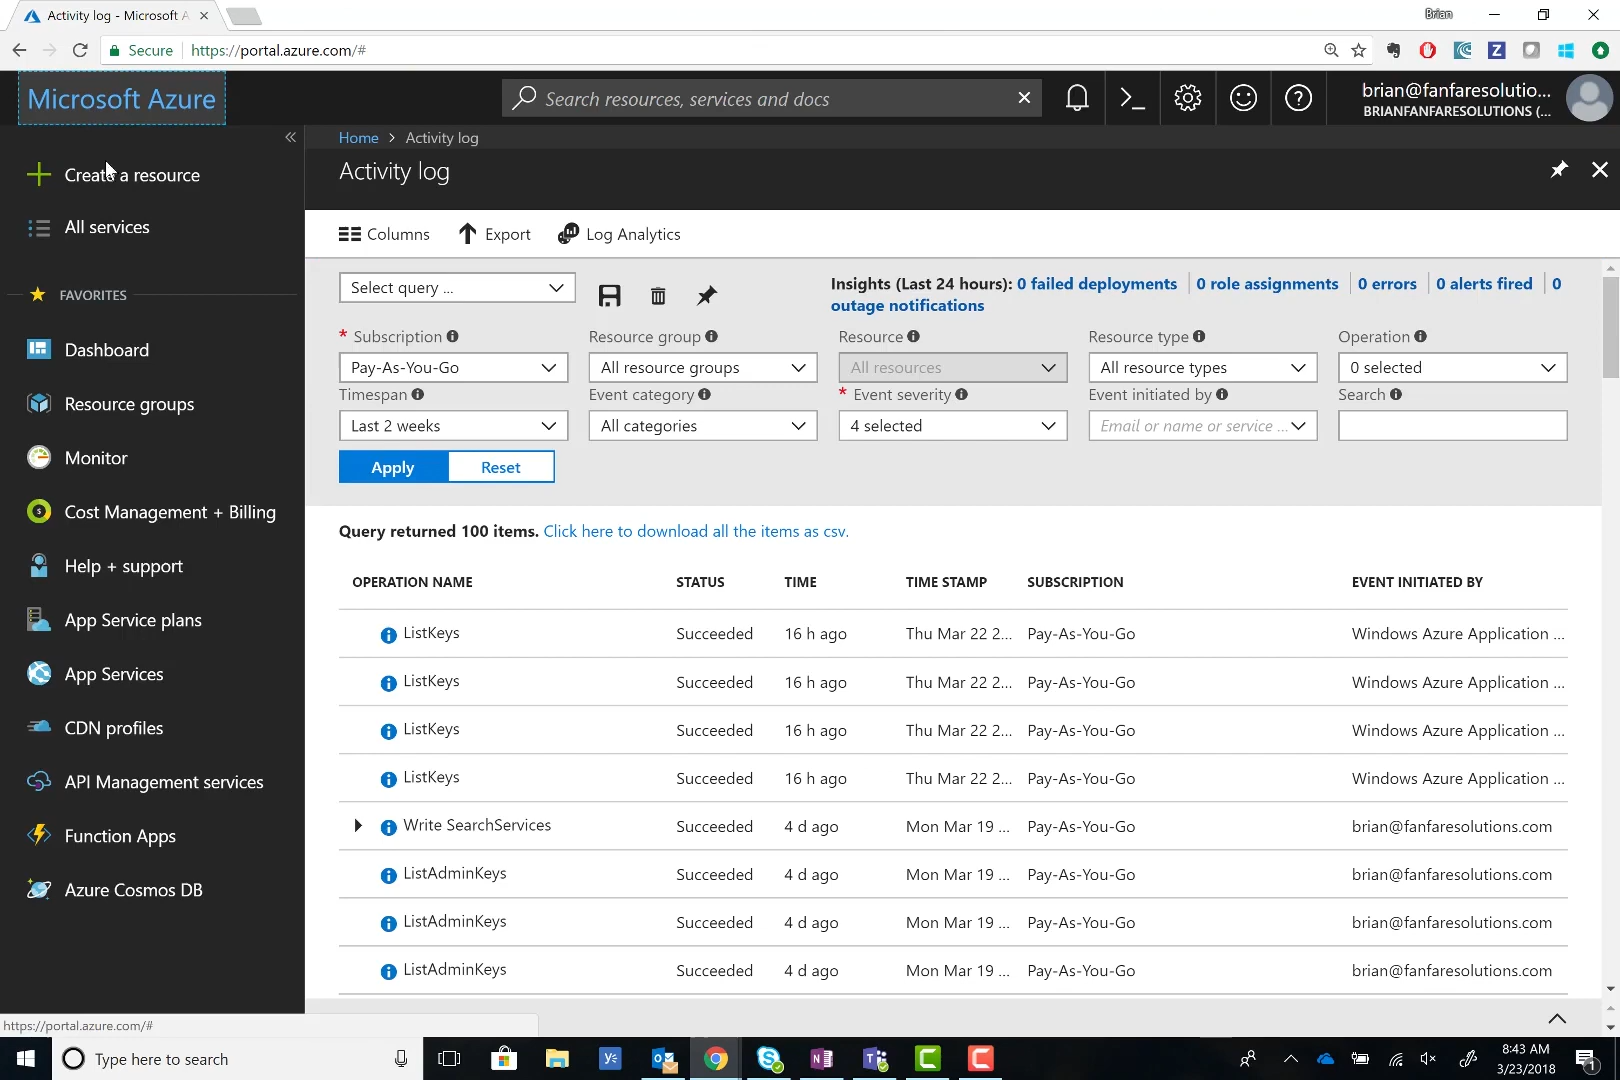 Activity log - Microsoft A
Brian
Secure https://portal.azure.com/#
Microsoft Azure
Search resources, services and docs
brian@fanfaresolutio...
BRIANFANFARESOLUTIONS (...
Home > Activity log
Activity log
Create a resource
All services
FAVORITES
Dashboard
Resource groups
Monitor
Cost Management + Billing
Help + support
App Service plans
App Services
CDN profiles
API Management services
Function Apps
Azure Cosmos DB
Columns Export Log Analytics
Select query ...
Insights (Last 24 hours): 0 failed deployments 0 role assignments 0 errors 0 alerts fired 0
outage notifications
* Subscription Resource group Resource Resource type Operation
Pay-As-You-Go All resource groups All resources All resource types 0 selected
Timespan Event category * Event severity Event initiated by Search
Last 2 weeks All categories 4 selected Email or name or service ...
Apply Reset
Query returned 100 items. Click here to download all the items as csv.
OPERATION NAME STATUS TIME TIME STAMP SUBSCRIPTION EVENT INITIATED BY
ListKeys Succeeded 16 h ago Thu Mar 22 2... Pay-As-You-Go Windows Azure Application ...
ListKeys Succeeded 16 h ago Thu Mar 22 2... Pay-As-You-Go Windows Azure Application ...
ListKeys Succeeded 16 h ago Thu Mar 22 2... Pay-As-You-Go Windows Azure Application ...
ListKeys Succeeded 16 h ago Thu Mar 22 2... Pay-As-You-Go Windows Azure Application ...
Write SearchServices Succeeded 4 d ago Mon Mar 19 ... Pay-As-You-Go brian@fanfaresolutions.com
ListAdminKeys Succeeded 4 d ago Mon Mar 19 ... Pay-As-You-Go brian@fanfaresolutions.com
ListAdminKeys Succeeded 4 d ago Mon Mar 19 ... Pay-As-You-Go brian@fanfaresolutions.com
ListAdminKeys Succeeded 4 d ago Mon Mar 19 ... Pay-As-You-Go brian@fanfaresolutions.com
https://portal.azure.com/#
Type here to search
8:43 AM
3/23/2018